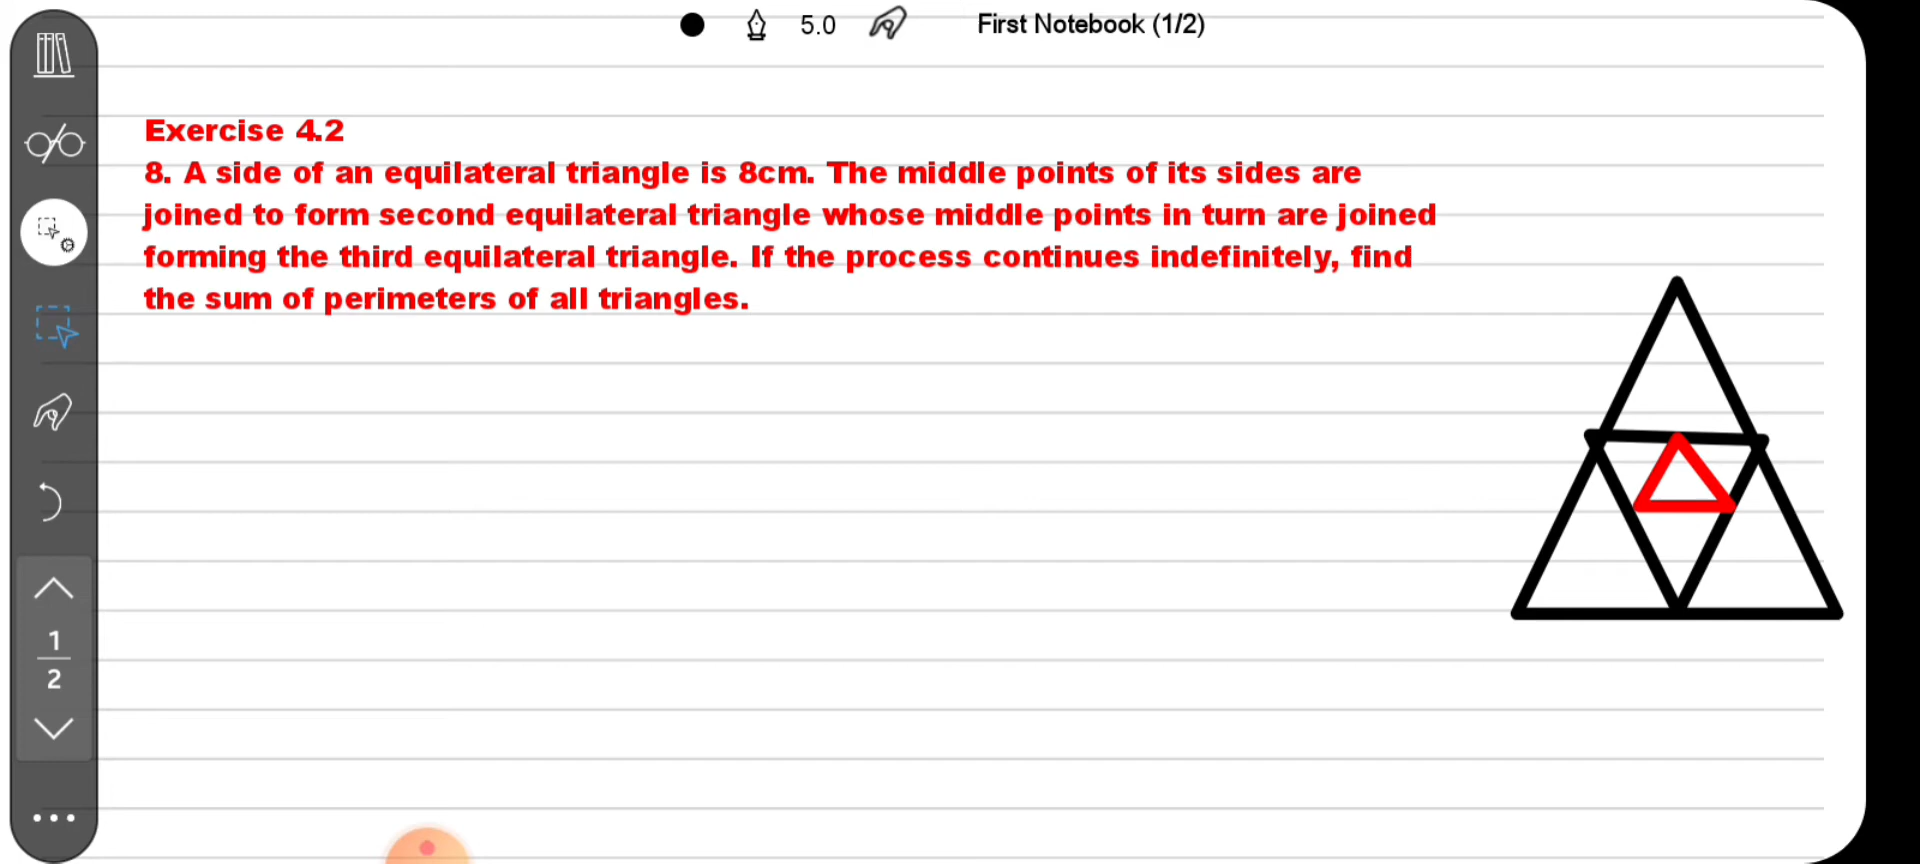 5.0 First Notebook (1/2)
Exercise 4.2
8. A side of an equilateral triangle is 8cm. The middle points of its sides are
joined to form second equilateral triangle whose middle points in turn are joined
forming the third equilateral triangle. If the process continues indefinitely, find
the sum of perimeters of all triangles.
1
2